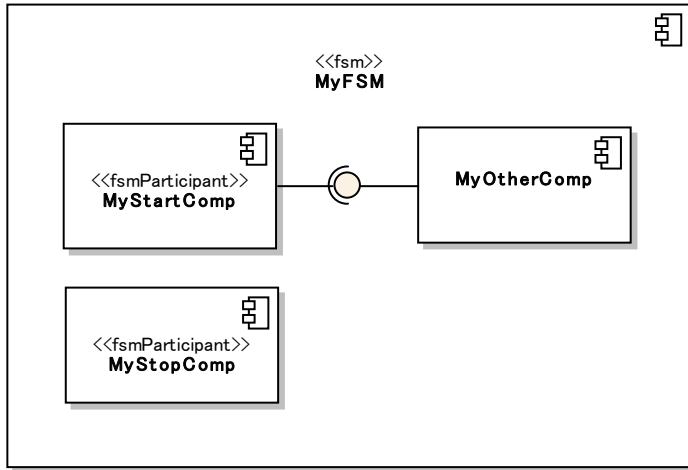 <<fsm>>
MyFSM
<<fsmParticipant>>
MyStartComp
MyOtherComp
<<fsmParticipant>>
MyStopComp